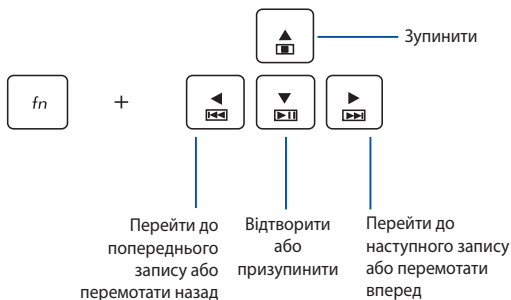 Зупинити
fn
+
Перейти до
попереднього
запису або
перемотати назад
Відтворити
або
призупинити
Перейти до
наступного запису
або перемотати
вперед